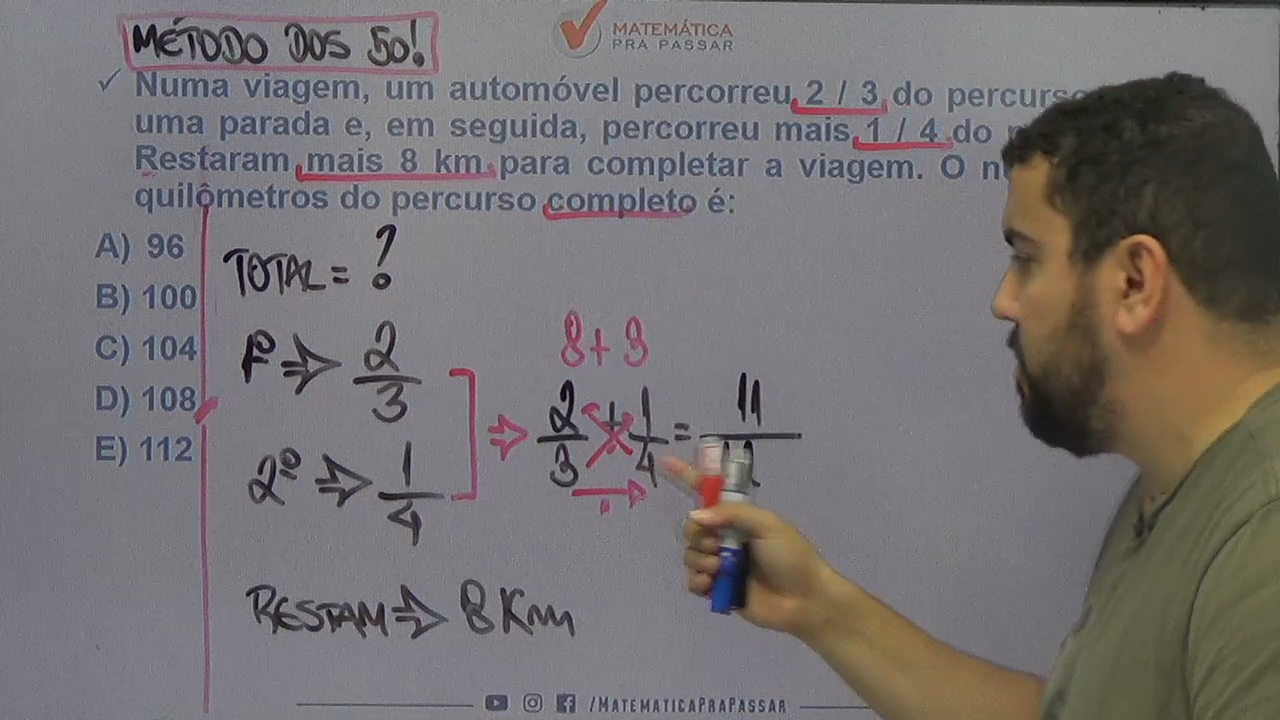 MÉTODO DOS 50!
MATEMÁTICA
PRA PASSAR
✓ Numa viagem, um automóvel percorreu 2 / 3 do percurso
uma parada e, em seguida, percorreu mais 1 / 4 do
Restaram mais 8 km para completar a viagem. O
quilômetros do percurso completo é:
A) 96
B) 100
C) 104
D) 108
E) 112
TOTAL = ?
1º ⇒ 2/3
2º ⇒ 1/4
8 + 3
⇒ 2/3 + 1/4 = 11/12
RESTAM ⇒ 8 Km
/MATEMATICAPRAPASSAR